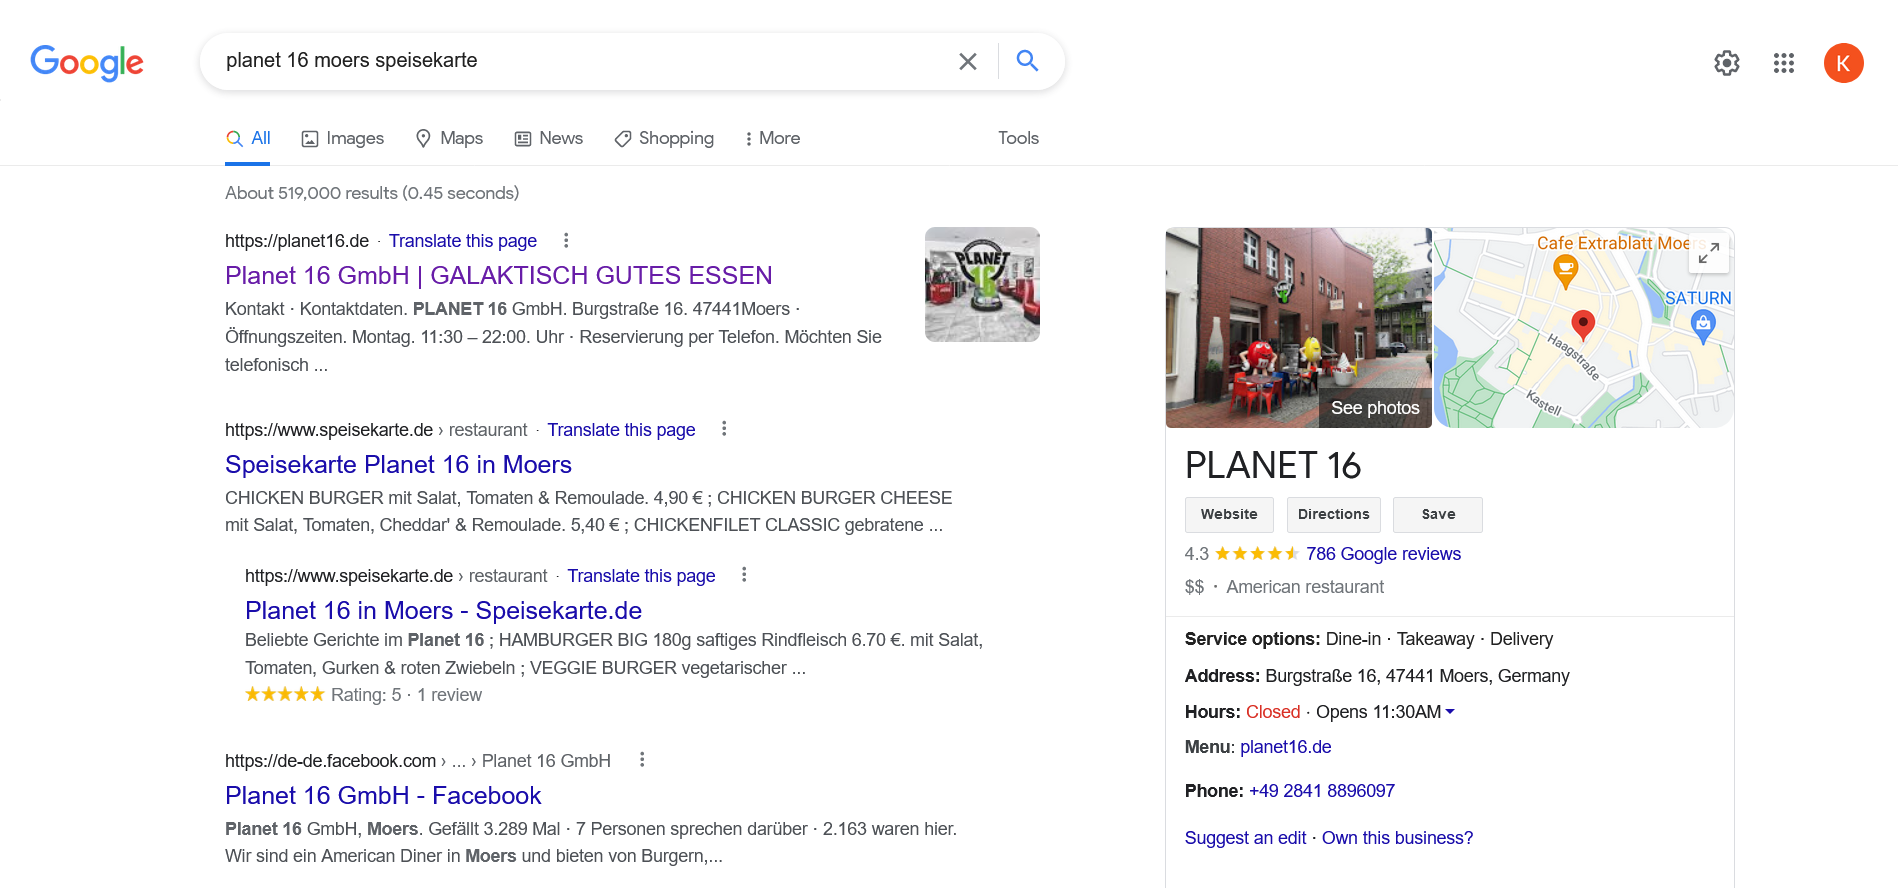 Google
planet 16 moers speisekarte
K
All Images Maps News Shopping More Tools
About 519,000 results (0.45 seconds)
https://planet16.de · Translate this page
Planet 16 GmbH | GALAKTISCH GUTES ESSEN
Kontakt · Kontaktdaten. PLANET 16 GmbH. Burgstraße 16. 47441Moers ·
Öffnungszeiten. Montag. 11:30 – 22:00. Uhr · Reservierung per Telefon. Möchten Sie
telefonisch ...
PLANET
16
https://www.speisekarte.de › restaurant · Translate this page
Speisekarte Planet 16 in Moers
CHICKEN BURGER mit Salat, Tomaten & Remoulade. 4,90 € ; CHICKEN BURGER CHEESE
mit Salat, Tomaten, Cheddar' & Remoulade. 5,40 € ; CHICKENFILET CLASSIC gebratene ...
https://www.speisekarte.de › restaurant · Translate this page
Planet 16 in Moers - Speisekarte.de
Beliebte Gerichte im Planet 16 ; HAMBURGER BIG 180g saftiges Rindfleisch 6.70 €. mit Salat,
Tomaten, Gurken & roten Zwiebeln ; VEGGIE BURGER vegetarischer ...
Rating: 5 · 1 review
https://de-de.facebook.com › ... › Planet 16 GmbH
Planet 16 GmbH - Facebook
Planet 16 GmbH, Moers. Gefällt 3.289 Mal · 7 Personen sprechen darüber · 2.163 waren hier.
Wir sind ein American Diner in Moers und bieten von Burgern,...
See photos
Cafe Extrablatt Moers
SATURN
Haagstraße
Kastell
PLANET 16
Website Directions Save
4.3 786 Google reviews
$$ · American restaurant
Service options: Dine-in · Takeaway · Delivery
Address: Burgstraße 16, 47441 Moers, Germany
Hours: Closed · Opens 11:30AM
Menu: planet16.de
Phone: +49 2841 8896097
Suggest an edit · Own this business?